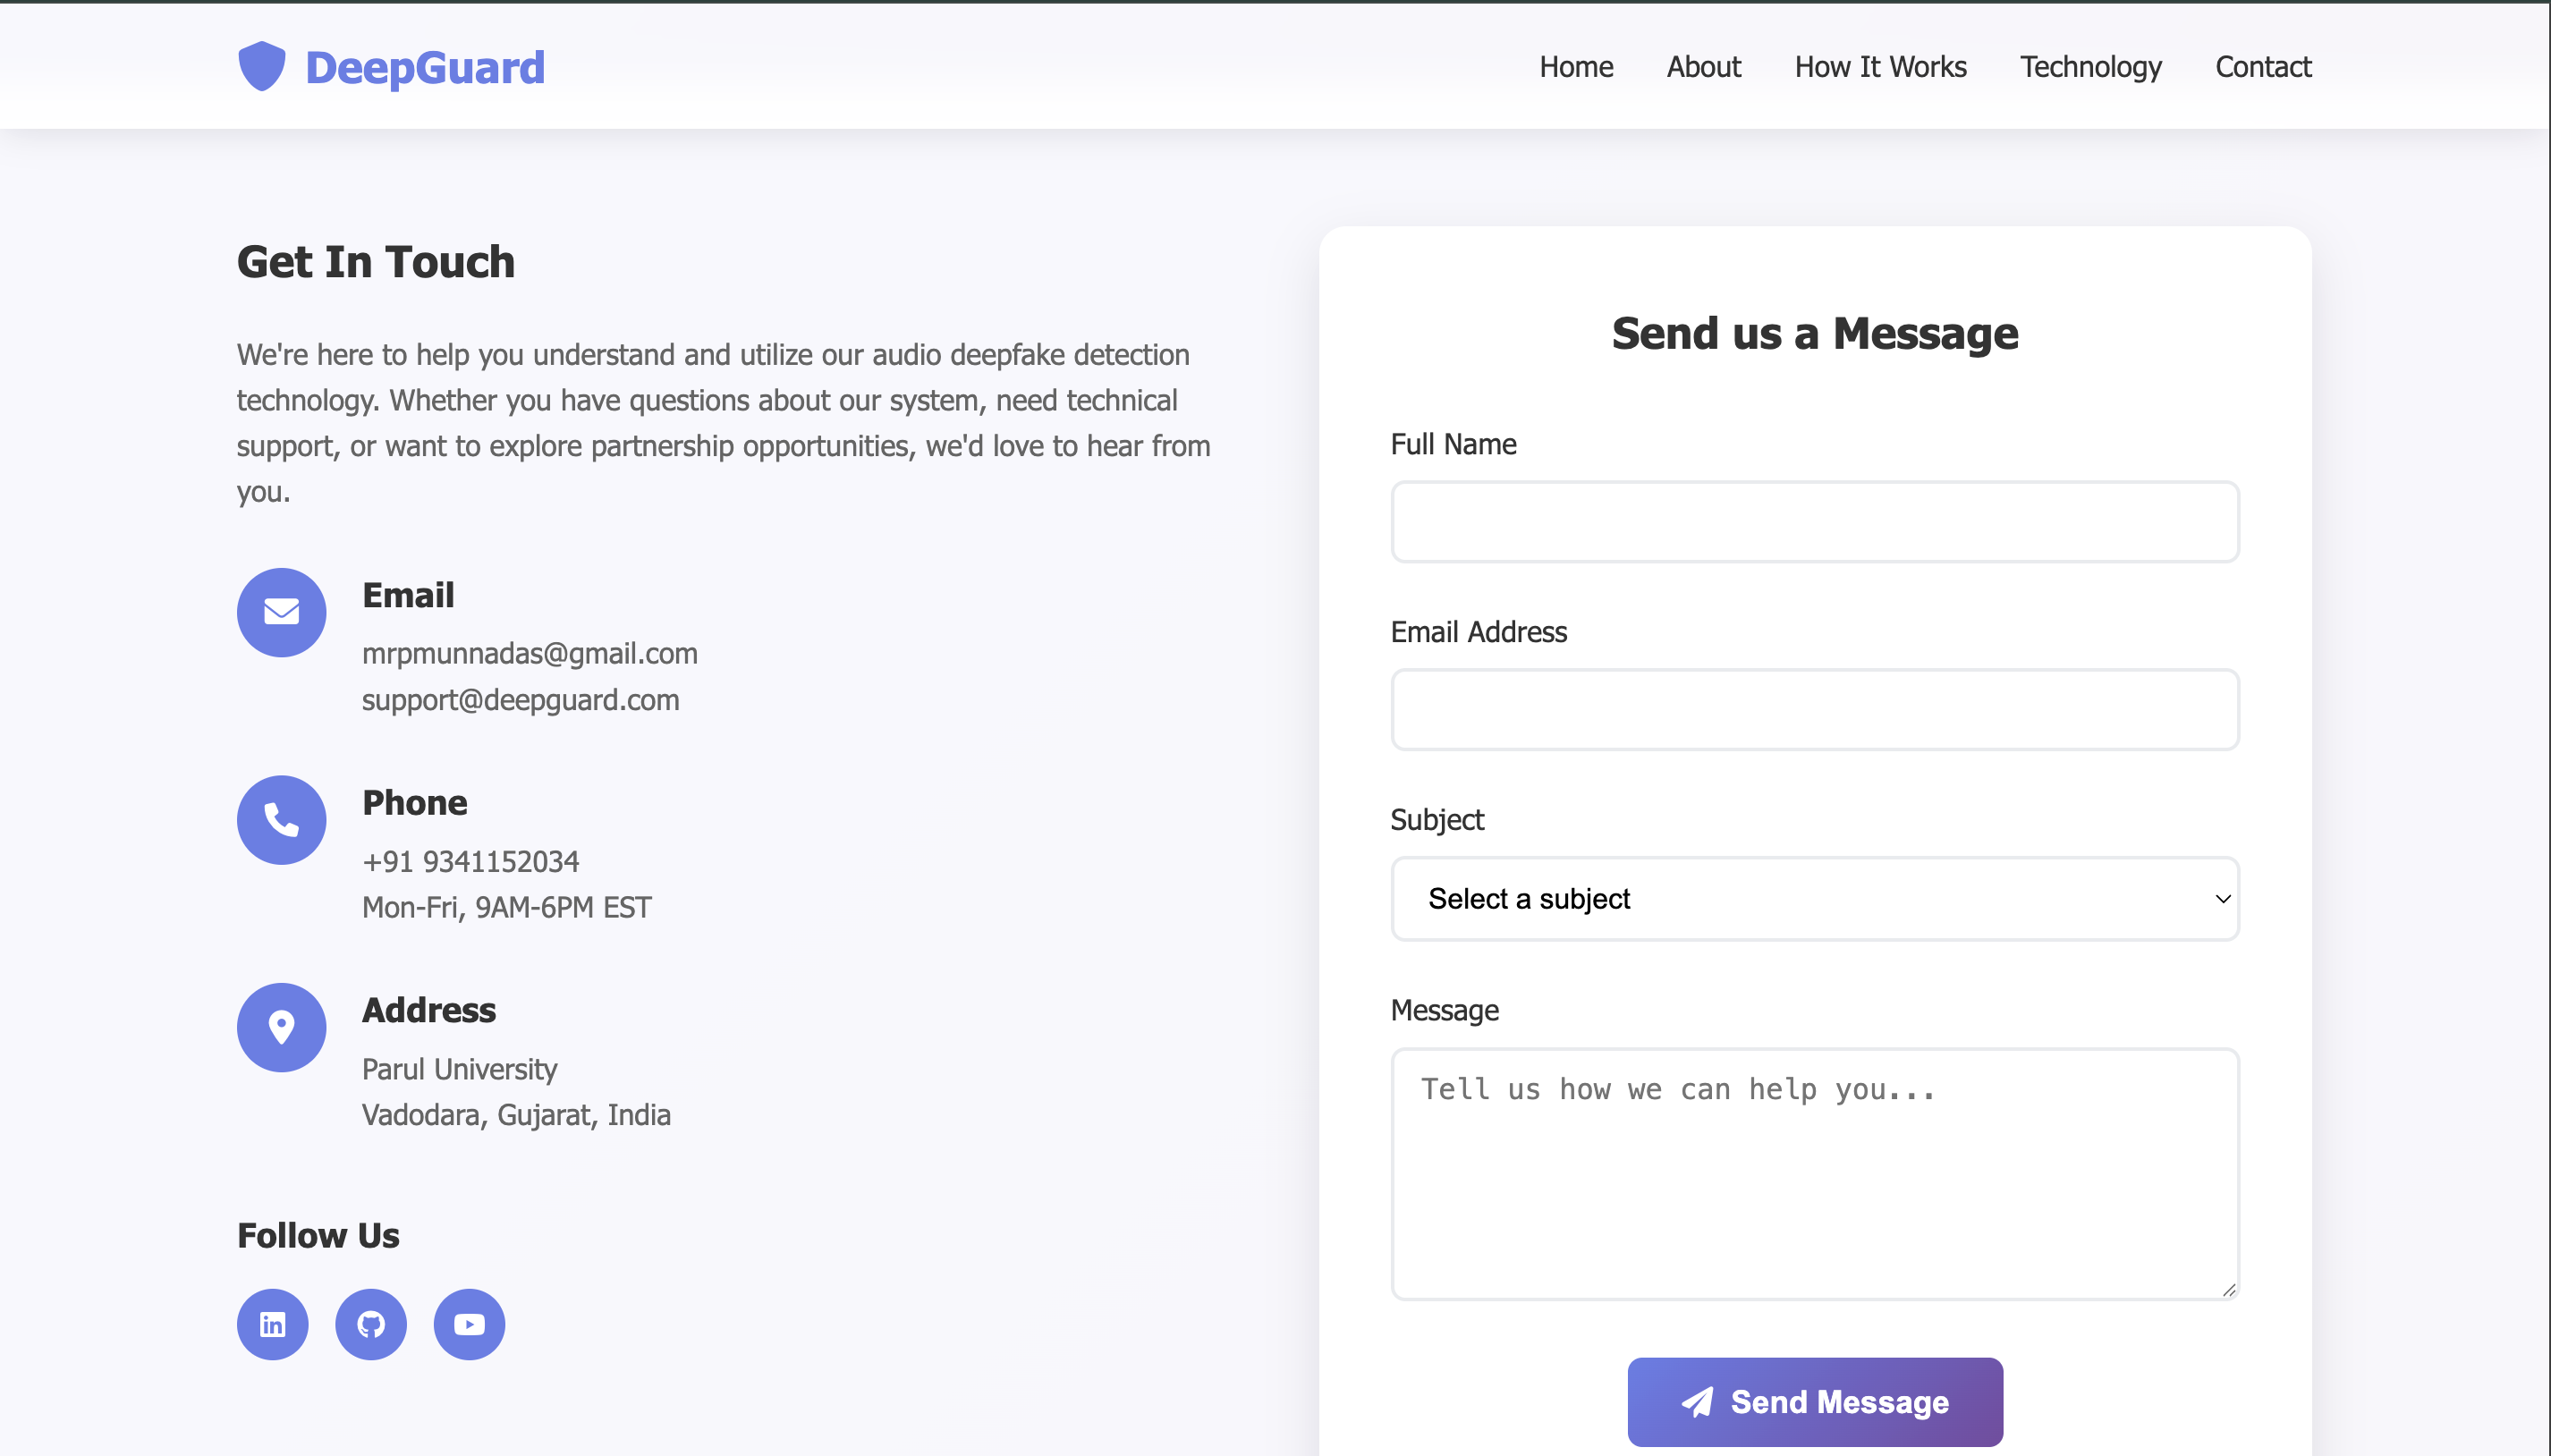 DeepGuard
Home
About
How It Works
Technology
Contact
Get In Touch
We're here to help you understand and utilize our audio deepfake detection
technology. Whether you have questions about our system, need technical
support, or want to explore partnership opportunities, we'd love to hear from
you.
Email
mrpmunnadas@gmail.com
support@deepguard.com
Phone
+91 9341152034
Mon-Fri, 9AM-6PM EST
Address
Parul University
Vadodara, Gujarat, India
Follow Us
in
Send us a Message
Full Name
Email Address
Subject
Select a subject
Message
Tell us how we can help you...
Send Message